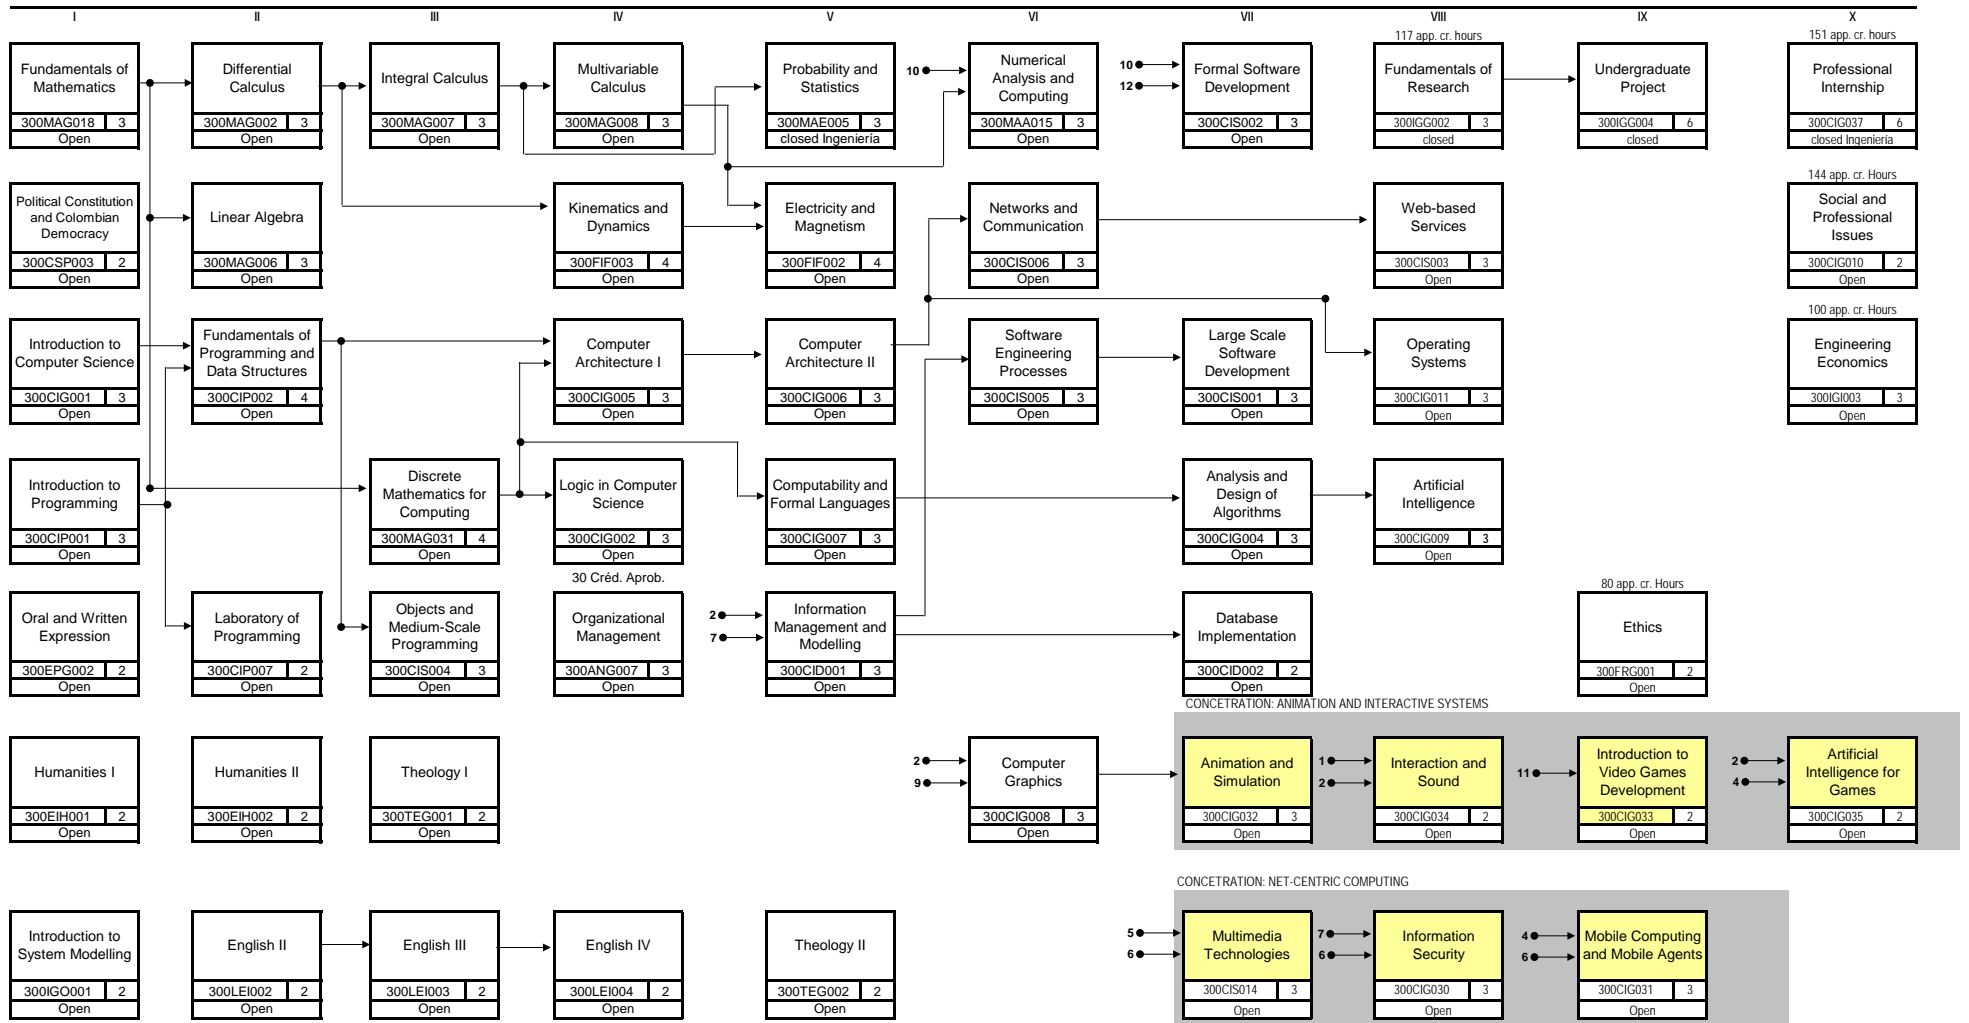 I II III IV V VI VII VIII IX X
117 app. cr. hours
151 app. cr. hours
Fundamentals of
Mathematics
300MAG018 3
Open
Differential
Calculus
300MAG002 3
Open
Integral Calculus
300MAG007 3
Open
Multivariable
Calculus
300MAG008 3
Open
Probability and
Statistics
300MAE005 3
closed Ingeniería
10
Numerical
Analysis and
Computing
300MAA015 3
Open
10
12
Formal Software
Development
300CIS002 3
Open
Fundamentals of
Research
300IGG002 3
closed
Undergraduate
Project
300IGG004 6
closed
Professional
Internship
300CIG037 6
closed Ingeniería
144 app. cr. Hours
Political Constitution
and Colombian
Democracy
300CSP003 2
Open
Linear Algebra
300MAG006 3
Open
Kinematics and
Dynamics
300FIF003 4
Open
Electricity and
Magnetism
300FIF002 4
Open
Networks and
Communication
300CIS006 3
Open
Web-based
Services
300CIS003 3
Open
Social and
Professional
Issues
300CIG010 2
Open
100 app. cr. Hours
Introduction to
Computer Science
300CIG001 3
Open
Fundamentals of
Programming and
Data Structures
300CIP002 4
Open
Computer
Architecture I
300CIG005 3
Open
Computer
Architecture II
300CIG006 3
Open
Software
Engineering
Processes
300CIS005 3
Open
Large Scale
Software
Development
300CIS001 3
Open
Operating
Systems
300CIG011 3
Open
Engineering
Economics
300IGI003 3
Open
Introduction to
Programming
300CIP001 3
Open
Discrete
Mathematics for
Computing
300MAG031 4
Open
Logic in Computer
Science
300CIG002 3
Open
Computability and
Formal Languages
300CIG007 3
Open
Analysis and
Design of
Algorithms
300CIG004 3
Open
Artificial
Intelligence
300CIG009 3
Open
30 Créd. Aprob.
80 app. cr. Hours
Oral and Written
Expression
300EPG002 2
Open
Laboratory of
Programming
300CIP007 2
Open
Objects and
Medium-Scale
Programming
300CIS004 3
Open
Organizational
Management
300ANG007 3
Open
2
7
Information
Management and
Modelling
300CID001 3
Open
Database
Implementation
300CID002 2
Open
Ethics
300FRG001 2
Open
CONCETRATION: ANIMATION AND INTERACTIVE SYSTEMS
Humanities I
300EIH001 2
Open
Humanities II
300EIH002 2
Open
Theology I
300TEG001 2
Open
2
9
Computer
Graphics
300CIG008 3
Open
Animation and
Simulation
300CIG032 3
Open
1
2
Interaction and
Sound
300CIG034 2
Open
11
Introduction to
Video Games
Development
300CIG033 2
Open
2
4
Artificial
Intelligence for
Games
300CIG035 2
Open
CONCETRATION: NET-CENTRIC COMPUTING
Introduction to
System Modelling
300IGO001 2
Open
English II
300LEI002 2
Open
English III
300LEI003 2
Open
English IV
300LEI004 2
Open
Theology II
300TEG002 2
Open
5
6
Multimedia
Technologies
300CIS014 3
Open
7
6
Information
Security
300CIG030 3
Open
4
6
Mobile Computing
and Mobile Agents
300CIG031 3
Open